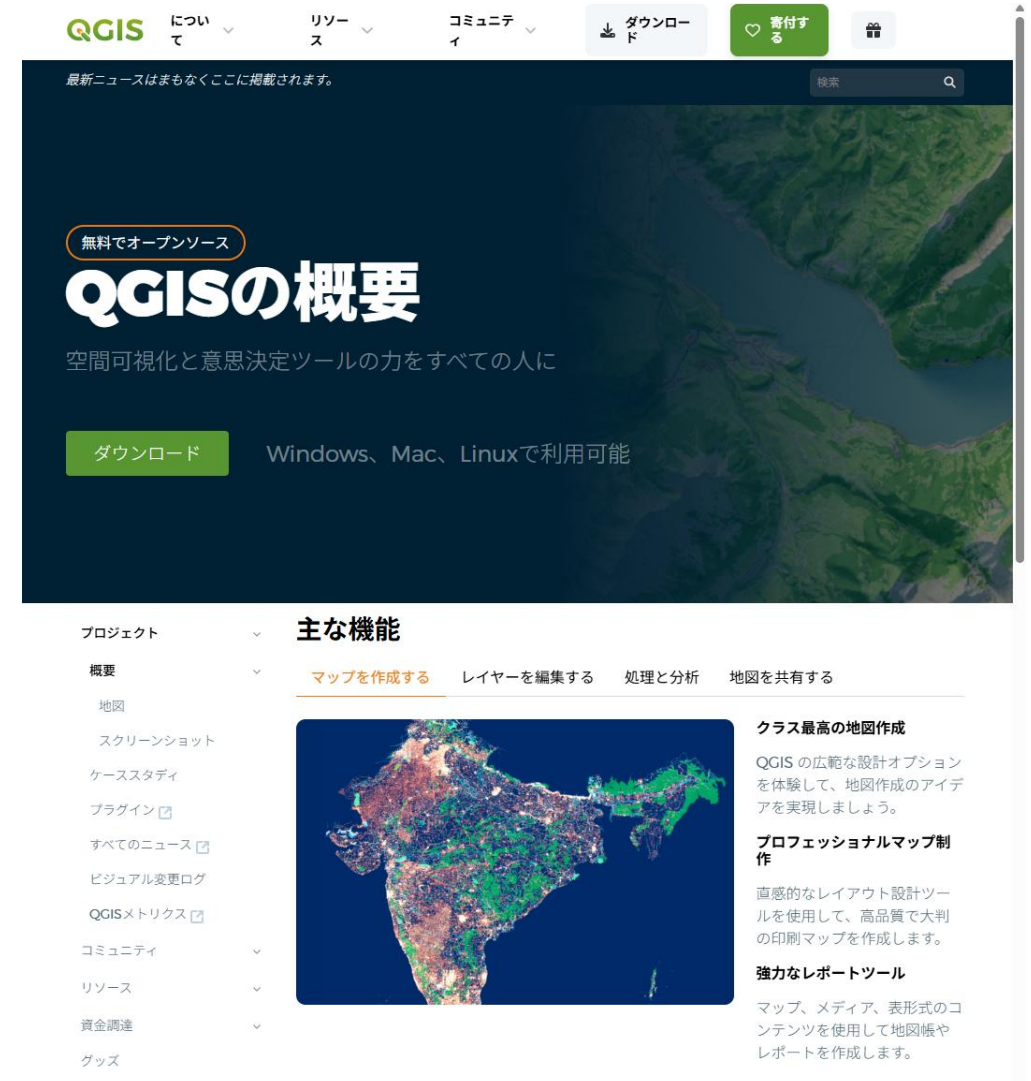 QGIS
につい
て
リソー
ス
コミュニテ
ィ
ダウンロー
ド
寄付す
る
最新ニュースはまもなくここに掲載されます。
検索
無料でオープンソース
QGISの概要
空間可視化と意思決定ツールの力をすべての人に
ダウンロード
Windows、Mac、Linuxで利用可能
プロジェクト
概要
地図
スクリーンショット
ケーススタディ
プラグイン
すべてのニュース
ビジュアル変更ログ
QGISメトリクス
コミュニティ
リソース
資金調達
グッズ
主な機能
マップを作成する レイヤーを編集する 処理と分析 地図を共有する
クラス最高の地図作成
QGIS の広範な設計オプション
を体験して、地図作成のアイデ
アを実現しましょう。
プロフェッショナルマップ制
作
直感的なレイアウト設計ツー
ルを使用して、高品質で大判
の印刷マップを作成します。
強力なレポートツール
マップ、メディア、表形式のコ
ンテンツを使用して地図帳や
レポートを作成します。